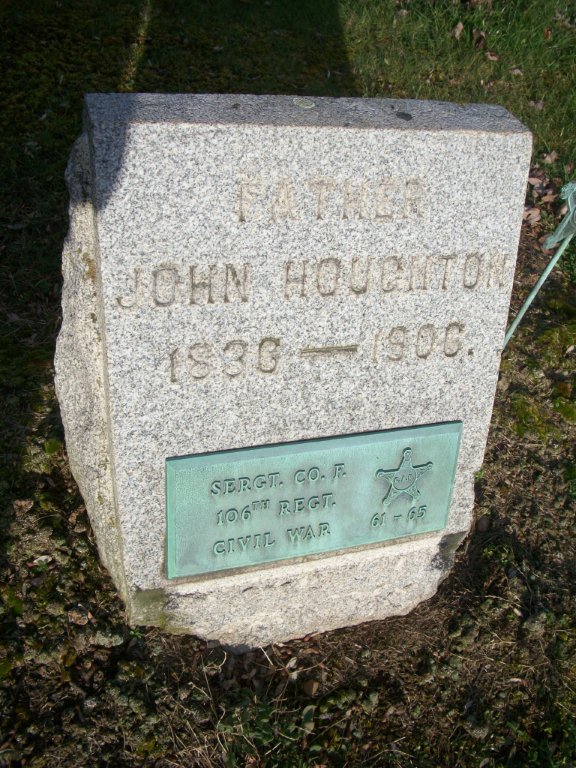 FATHER
JOHN HOUGHTON
1836 — 1906.
SERGT. CO. F.
106TH REGT.
CIVIL WAR 61 - 65